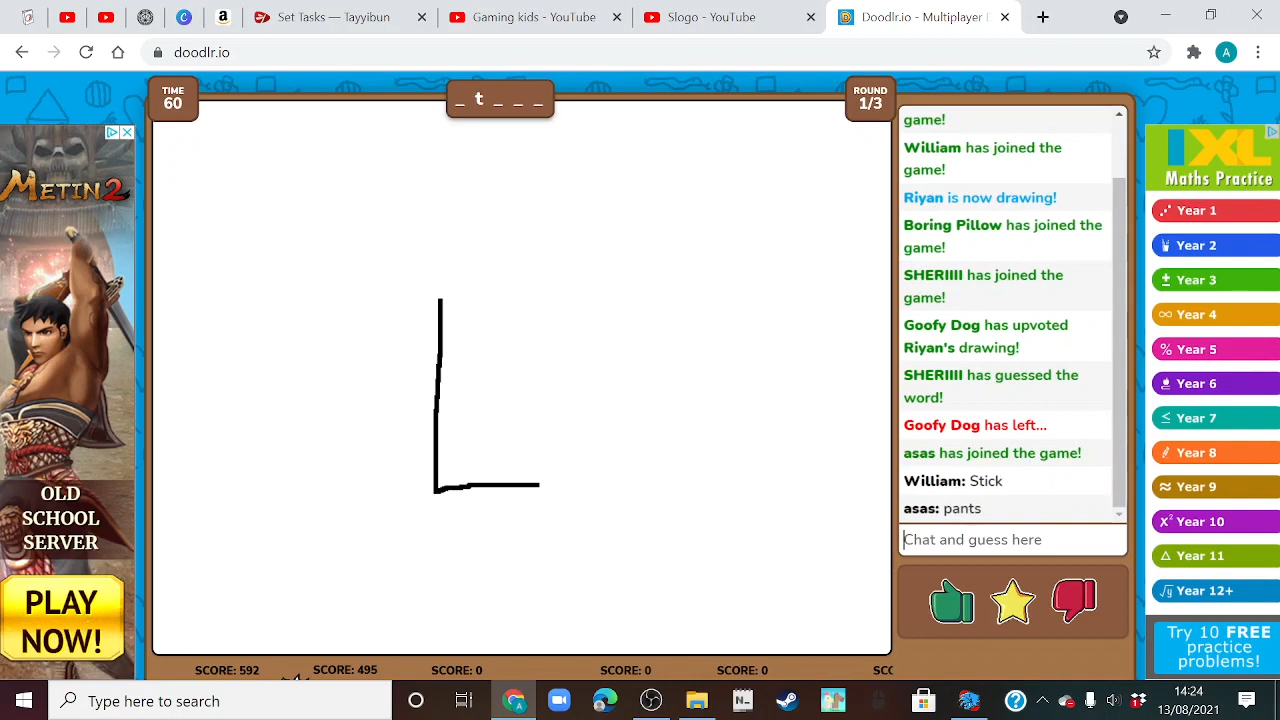 Set Tasks — Tayyibun
Gaming kids - YouTube
Slogo - YouTube
Multiplayer
doodlr.io
A
TIME
60
_ t _ _ _
ROUND
1/3
game!
William has joined the
game!
Riyan is now drawing!
Boring Pillow has joined the
game!
SHERIIII has joined the
game!
Goofy Dog has upvoted
Riyan's drawing!
SHERIIII has guessed the
word!
Goofy Dog has left...
asas has joined the game!
William: Stick
asas: pants
Chat and guess here
METIN2
OLD
SCHOOL
SERVER
PLAY
NOW!
IXL
Maths Practice
Year 1
Year 2
Year 3
Year 4
% Year 5
Year 6
< Year 7
Year 8
≈ Year 9
x² Year 10
Year 11
√y Year 12+
Try 10 FREE
practice
problems!
SCORE: 592 SCORE: 495 SCORE: 0 SCORE: 0 SCORE: 0 SCO
Type here to search
14:24
13/08/2021